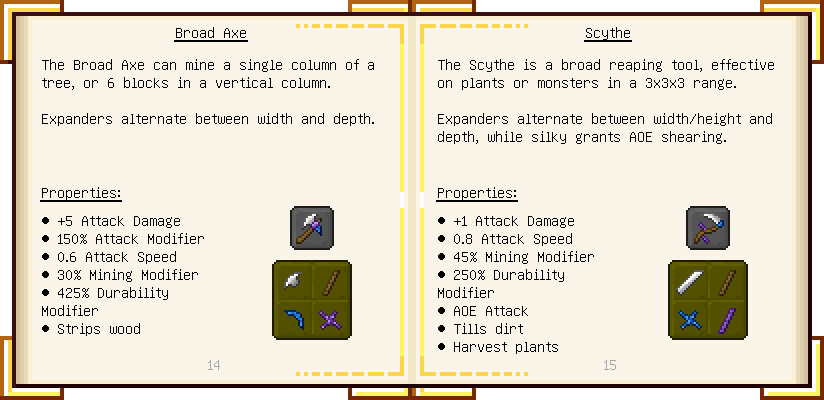 Broad Axe
The Broad Axe can mine a single column of a
tree, or 6 blocks in a vertical column.
Expanders alternate between width and depth.
Properties:
● +5 Attack Damage
● 150% Attack Modifier
● 0.6 Attack Speed
● 30% Mining Modifier
● 425% Durability
Modifier
● Strips wood
14
Scythe
The Scythe is a broad reaping tool, effective
on plants or monsters in a 3x3x3 range.
Expanders alternate between width/height and
depth, while silky grants AOE shearing.
Properties:
● +1 Attack Damage
● 0.8 Attack Speed
● 45% Mining Modifier
● 250% Durability
Modifier
● AOE Attack
● Tills dirt
● Harvest plants
15